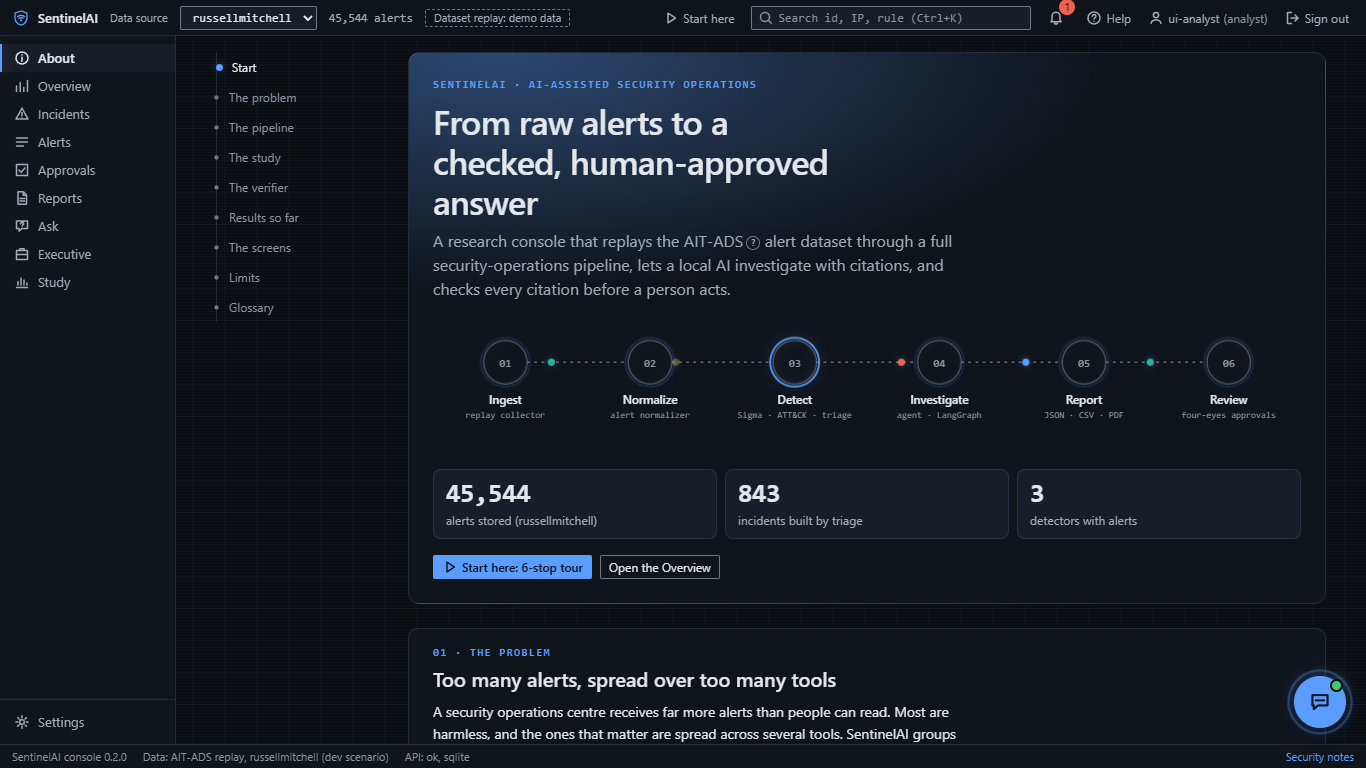 SentinelAI
Data source
russellmitchell
45,544 alerts
Dataset replay: demo data
Start here
Search id, IP, rule (Ctrl+K)
1
Help
ui-analyst (analyst)
Sign out
About
Overview
Incidents
Alerts
Approvals
Reports
Ask
Executive
Study
Settings
Start
The problem
The pipeline
The study
The verifier
Results so far
The screens
Limits
Glossary
SENTINELAI · AI-ASSISTED SECURITY OPERATIONS
From raw alerts to a
checked, human-approved
answer
A research console that replays the AIT-ADS ? alert dataset through a full
security-operations pipeline, lets a local AI investigate with citations, and
checks every citation before a person acts.
01
Ingest
replay collector
02
Normalize
alert normalizer
03
Detect
Sigma · ATT&CK · triage
04
Investigate
agent · LangGraph
05
Report
JSON · CSV · PDF
06
Review
four-eyes approvals
45,544
alerts stored (russellmitchell)
843
incidents built by triage
3
detectors with alerts
Start here: 6-stop tour
Open the Overview
01 · THE PROBLEM
Too many alerts, spread over too many tools
A security operations centre receives far more alerts than people can read. Most are
harmless, and the ones that matter are spread across several tools. SentinelAI groups
SentinelAI console 0.2.0
Data: AIT-ADS replay, russellmitchell (dev scenario)
API: ok, sqlite
Security notes